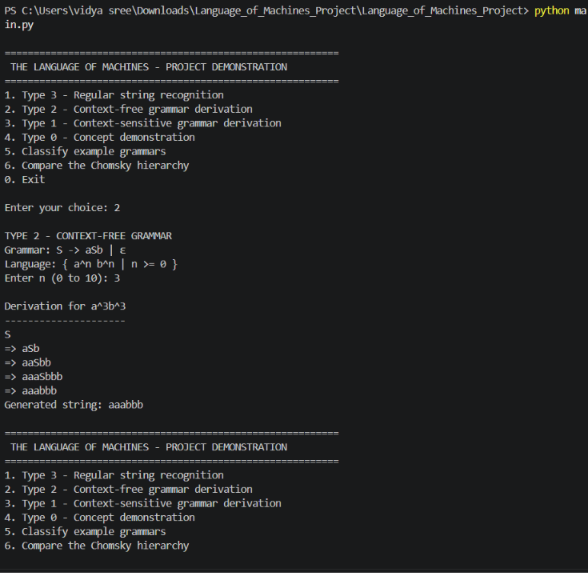 PS C:\Users\vidya sree\Downloads\Language_of_Machines_Project\Language_of_Machines_Project> python ma
in.py
==========================================================
THE LANGUAGE OF MACHINES - PROJECT DEMONSTRATION
==========================================================
1. Type 3 - Regular string recognition
2. Type 2 - Context-free grammar derivation
3. Type 1 - Context-sensitive grammar derivation
4. Type 0 - Concept demonstration
5. Classify example grammars
6. Compare the Chomsky hierarchy
0. Exit
Enter your choice: 2
TYPE 2 - CONTEXT-FREE GRAMMAR
Grammar: S -> aSb | ε
Language: { a^n b^n | n >= 0 }
Enter n (0 to 10): 3
Derivation for a^3b^3
---------------------
S
=> aSb
=> aaSbb
=> aaaSbbb
=> aaabbb
Generated string: aaabbb
==========================================================
THE LANGUAGE OF MACHINES - PROJECT DEMONSTRATION
==========================================================
1. Type 3 - Regular string recognition
2. Type 2 - Context-free grammar derivation
3. Type 1 - Context-sensitive grammar derivation
4. Type 0 - Concept demonstration
5. Classify example grammars
6. Compare the Chomsky hierarchy